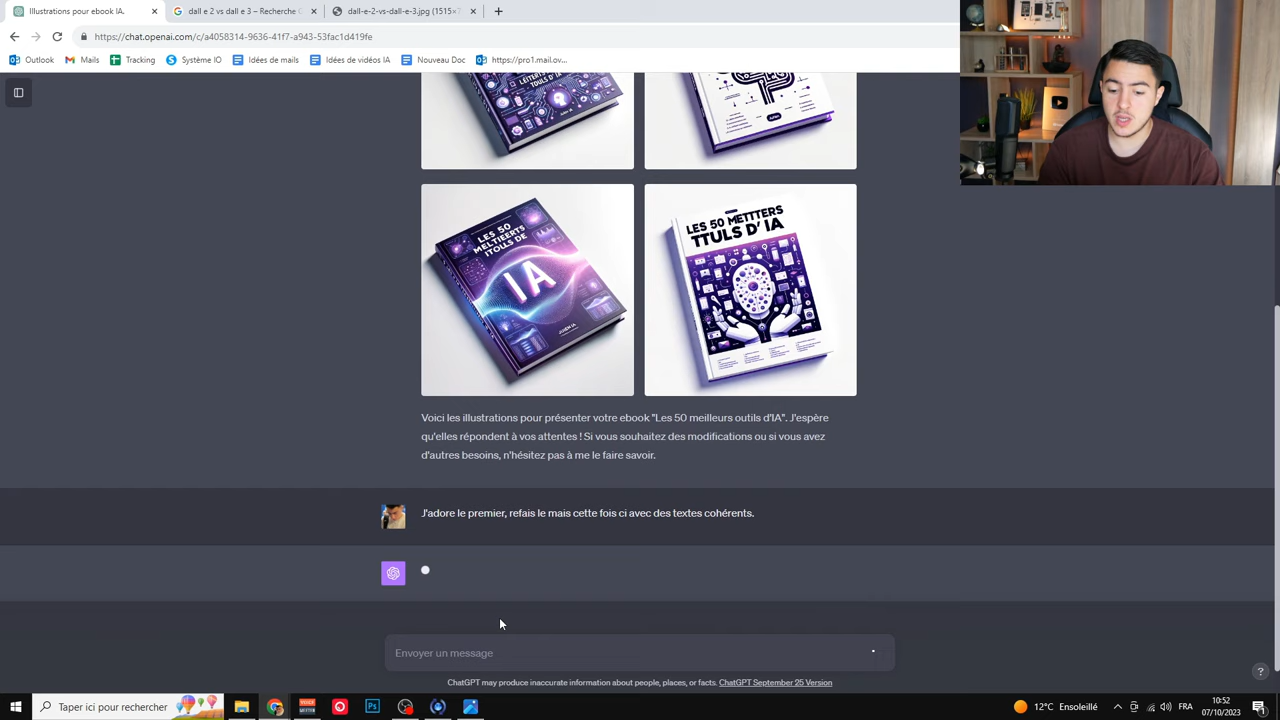 Illustrations pour ebook IA.
dall e 2 vs dall e 3 – Recherche G
dall-e-2-vs-dall-e-3.jpg (1515×7
https://chat.openai.com/c/a4058314-9636-41f7-a943-53fac1d419fe
Outlook
Mails
Tracking
Système IO
Idées de mails
Idées de vidéos IA
Nouveau Doc
https://pro1.mail.ov...
LES 50
IA
LES 50 METTTERS
TTULS D' IA
Voici les illustrations pour présenter votre ebook "Les 50 meilleurs outils d'IA". J'espère
qu'elles répondent à vos attentes ! Si vous souhaitez des modifications ou si vous avez
d'autres besoins, n'hésitez pas à me le faire savoir.
J'adore le premier, refais le mais cette fois ci avec des textes cohérents.
Envoyer un message
ChatGPT may produce inaccurate information about people, places, or facts. ChatGPT September 25 Version
?
Taper ici pour rechercher
Ps
12°C Ensoleillé
FRA
10:52
07/10/2023
1